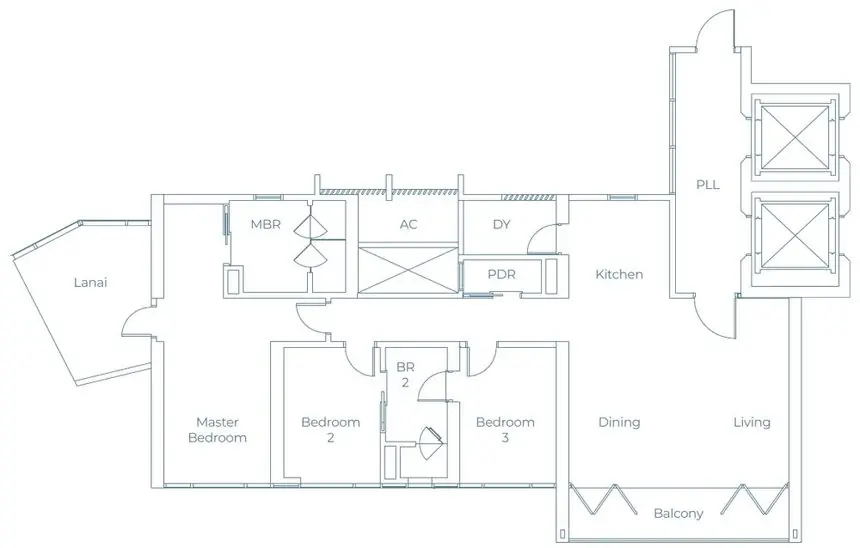 PLL
MBR
AC
DY
Lanai
PDR
Kitchen
BR
2
Master
Bedroom
Bedroom
2
Bedroom
3
Dining
Living
Balcony